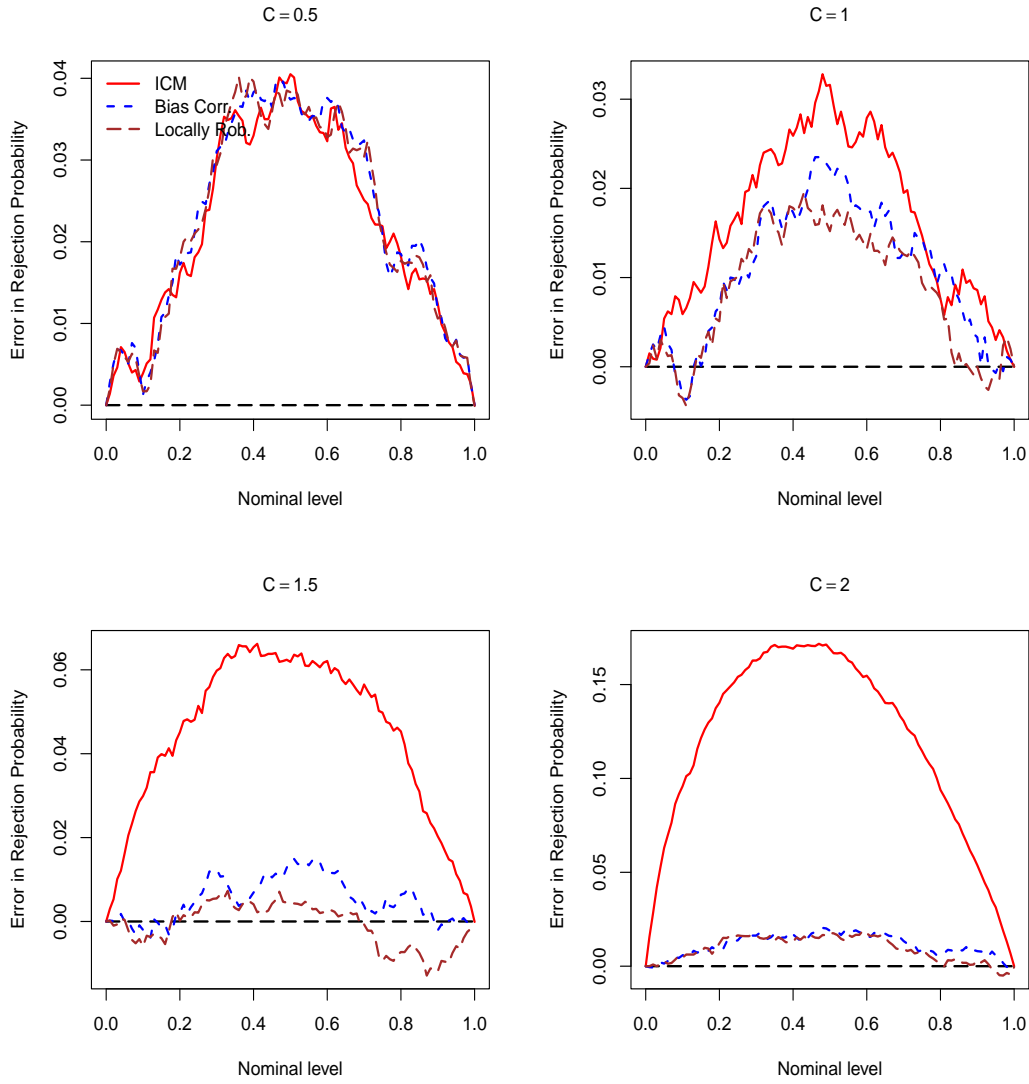 C = 0.5
Error in Rejection Probability
0.00 0.01 0.02 0.03 0.04
ICM
Bias Corr.
Locally Rob.
0.0 0.2 0.4 0.6 0.8 1.0
Nominal level
C = 1
Error in Rejection Probability
0.00 0.01 0.02 0.03
0.0 0.2 0.4 0.6 0.8 1.0
Nominal level
C = 1.5
Error in Rejection Probability
0.00 0.02 0.04 0.06
0.0 0.2 0.4 0.6 0.8 1.0
Nominal level
C = 2
Error in Rejection Probability
0.00 0.05 0.10 0.15
0.0 0.2 0.4 0.6 0.8 1.0
Nominal level